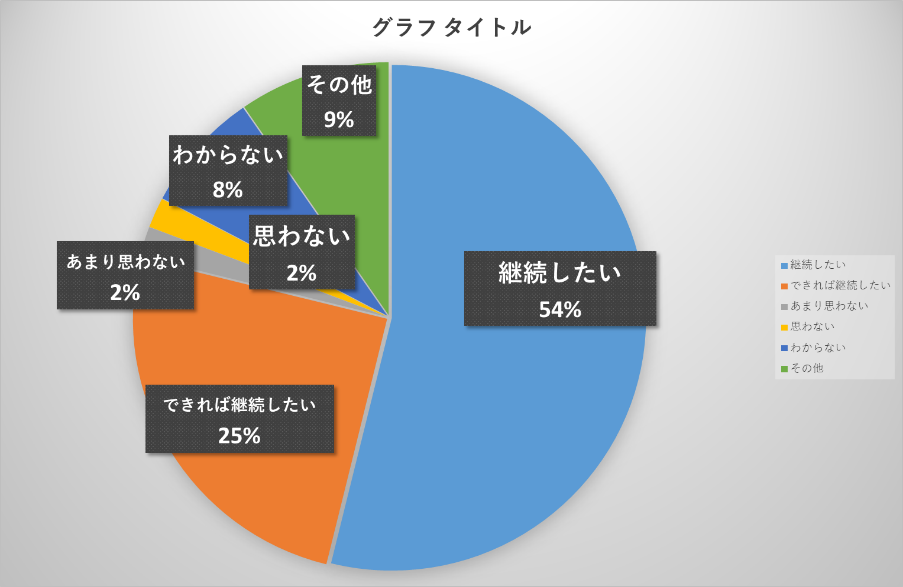 グラフ タイトル
その他
9%
わからない
8%
思わない
2%
あまり思わない
2%
継続したい
54%
できれば継続したい
25%
継続したい
できれば継続したい
あまり思わない
思わない
わからない
その他